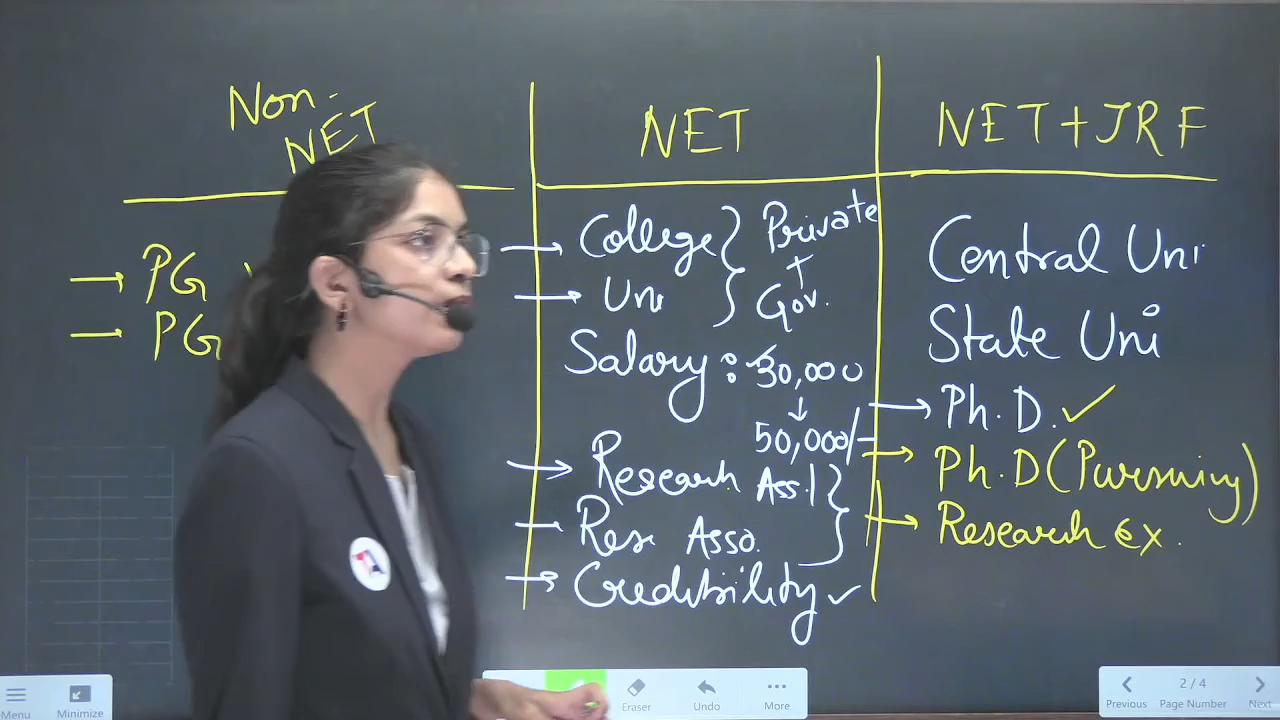 Non-
NET
PG
PG
NET
College } Private
+
Uni } Gov.
Salary : 30,000
↓
50,000/-
Research Ass.
Rese Asso.
Credibility ✓
NET+JRF
Central Uni
State Uni
Ph.D. ✓
Ph.D (Pursuing)
Research Ex.
Menu
Minimize
Eraser
Undo
More
Previous
2 / 4
Page Number
Next